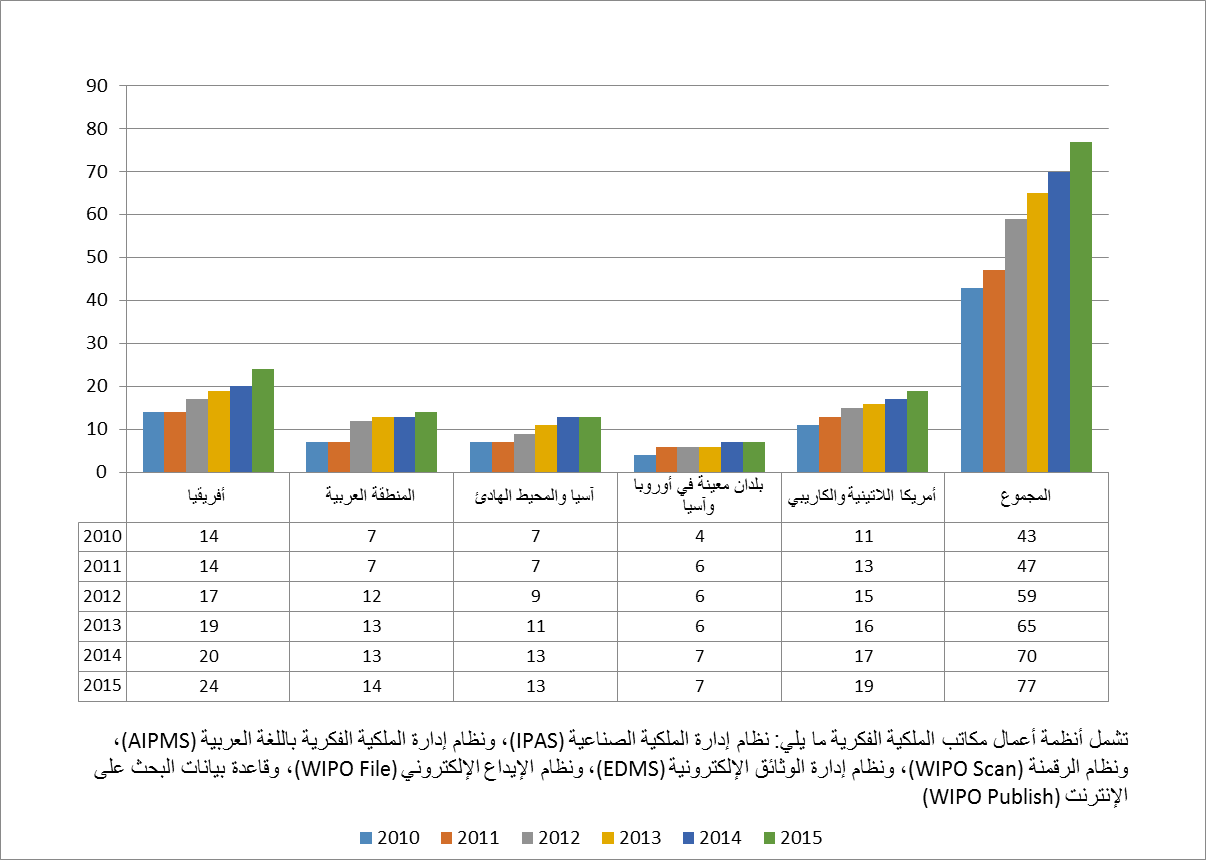 90
80
70
60
50
40
30
20
10
0
أفريقيا المنطقة العربية آسيا والمحيط الهادئ بلدان معينة في أوروبا وآسيا أمريكا اللاتينية والكاريبي المجموع
2010 14 7 7 4 11 43
2011 14 7 7 6 13 47
2012 17 12 9 6 15 59
2013 19 13 11 6 16 65
2014 20 13 13 7 17 70
2015 24 14 13 7 19 77
تشمل أنظمة أعمال مكاتب الملكية الفكرية ما يلي: نظام إدارة الملكية الصناعية (IPAS)، ونظام إدارة الملكية الفكرية باللغة العربية (AIPMS)،
ونظام الرقمنة (WIPO Scan)، ونظام إدارة الوثائق الإلكترونية (EDMS)، ونظام الإيداع الإلكتروني (WIPO File)، وقاعدة بيانات البحث على
الإنترنت (WIPO Publish)
2010 2011 2012 2013 2014 2015